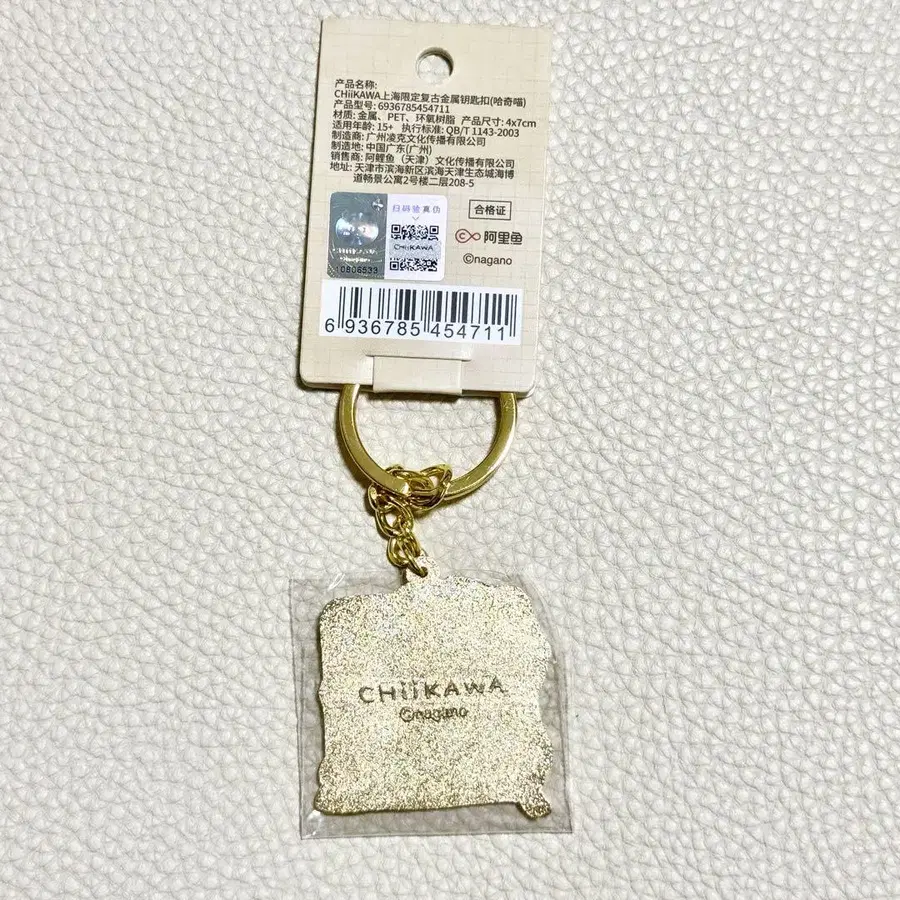 产品名称:
CHiiKAWA上海限定复古金属钥匙扣(哈奇喵)
产品型号: 6936785454711
材质: 金属、PET、环氧树脂 产品尺寸: 4x7cm
适用年龄: 15+ 执行标准: QB/T 1143-2003
制造商: 广州凌克文化传播有限公司
制造地: 中国广东(广州)
销售商: 阿鲤鱼（天津）文化传播有限公司
地址: 天津市滨海新区滨海天津生态城海博
道畅景公寓2号楼二层208-5
扫码验真伪
CHIIKAWA
10806533
合格证
阿里鱼
©nagano
6 936785 454711
CHiiKAWA
©nagano